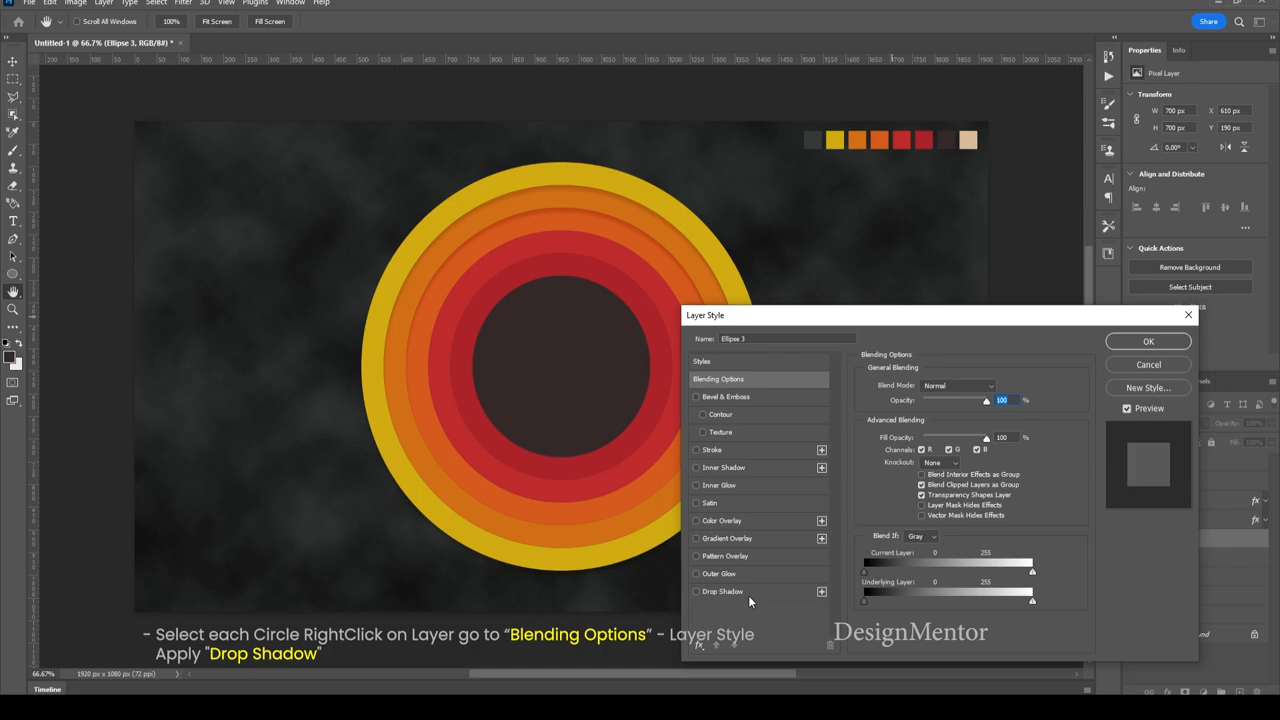 File Edit Image Layer Type Select Filter 3D View Plugins Window Help
Scroll All Windows 100% Fit Screen Fill Screen Share
Untitled-1 @ 66.7% (Ellipse 3, RGB/8#) * ×
Properties Info
Pixel Layer
Transform
W 700 px X 610 px
H 700 px Y 190 px
0.00°
Align and Distribute
Align:
Quick Actions
Remove Background
Select Subject
Layer Style
Name: Ellipse 3
Styles
Blending Options
Bevel & Emboss
Contour
Texture
Stroke
Inner Shadow
Inner Glow
Satin
Color Overlay
Gradient Overlay
Pattern Overlay
Outer Glow
Drop Shadow
Blending Options
General Blending
Blend Mode: Normal
Opacity: 100 %
Advanced Blending
Fill Opacity: 100 %
Channels: R G B
Knockout: None
Blend Interior Effects as Group
Blend Clipped Layers as Group
Transparency Shapes Layer
Layer Mask Hides Effects
Vector Mask Hides Effects
Blend If: Gray
Current Layer: 0 255
Underlying Layer: 0 255
OK
Cancel
New Style...
Preview
Opacity: 100%
fx
fx
- Select each Circle RightClick on Layer go to “Blending Options” - Layer Style
Apply "Drop Shadow"
DesignMentor
66.67% 1920 px x 1080 px (72 ppi)
Timeline